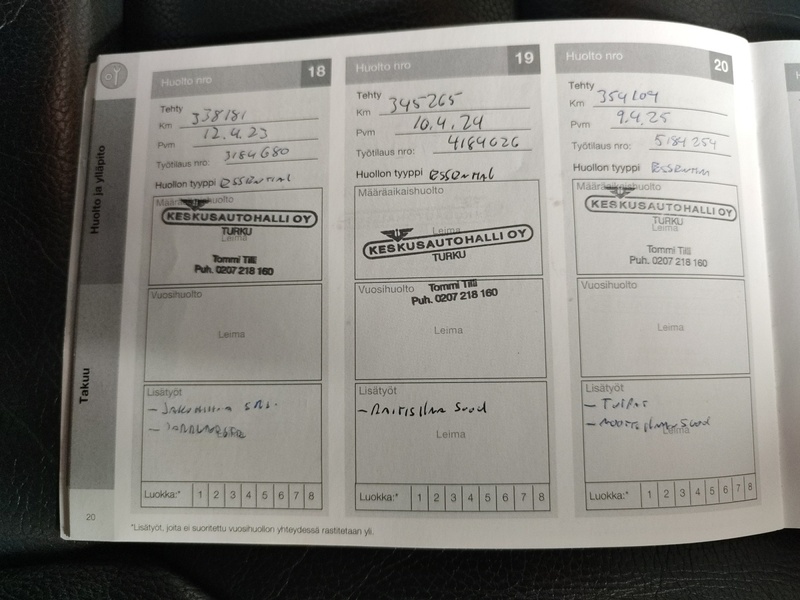 Huolto ja ylläpito
Takuu
Huolto nro 18
Tehty
Km 338181
Pvm 12.4.23
Työtilaus nro: 3184680
Huollon tyyppi ESSENTIAL
Määräaikaishuolto
KESKUSAUTOHALLI OY
TURKU
Leima
Tommi Tilli
Puh. 0207 218 160
Vuosihuolto
Leima
Lisätyöt
Luokka:* 1 2 3 4 5 6 7 8
Huolto nro 19
Tehty
Km 345265
Pvm 10.4.24
Työtilaus nro: 4184026
Huollon tyyppi ESSENTIAL
Määräaikaishuolto
Leima
KESKUSAUTOHALLI OY
TURKU
Vuosihuolto
Tommi Tilli
Puh. 0207 218 160
Leima
Lisätyöt
- RAITISILMA SUOD
Leima
Luokka:* 1 2 3 4 5 6 7 8
Huolto nro 20
Tehty
Km 354109
Pvm 9.4.25
Työtilaus nro: 5184254
Huollon tyyppi
Määräaikaishuolto
KESKUSAUTOHALLI OY
TURKU
Leima
Tommi Tilli
Puh. 0207 218 160
Vuosihuolto
Leima
Lisätyöt
Leima
Luokka:* 1 2 3 4 5 6 7 8
20
*Lisätyöt, joita ei suoritettu vuosihuollon yhteydessä rastitetaan yli.